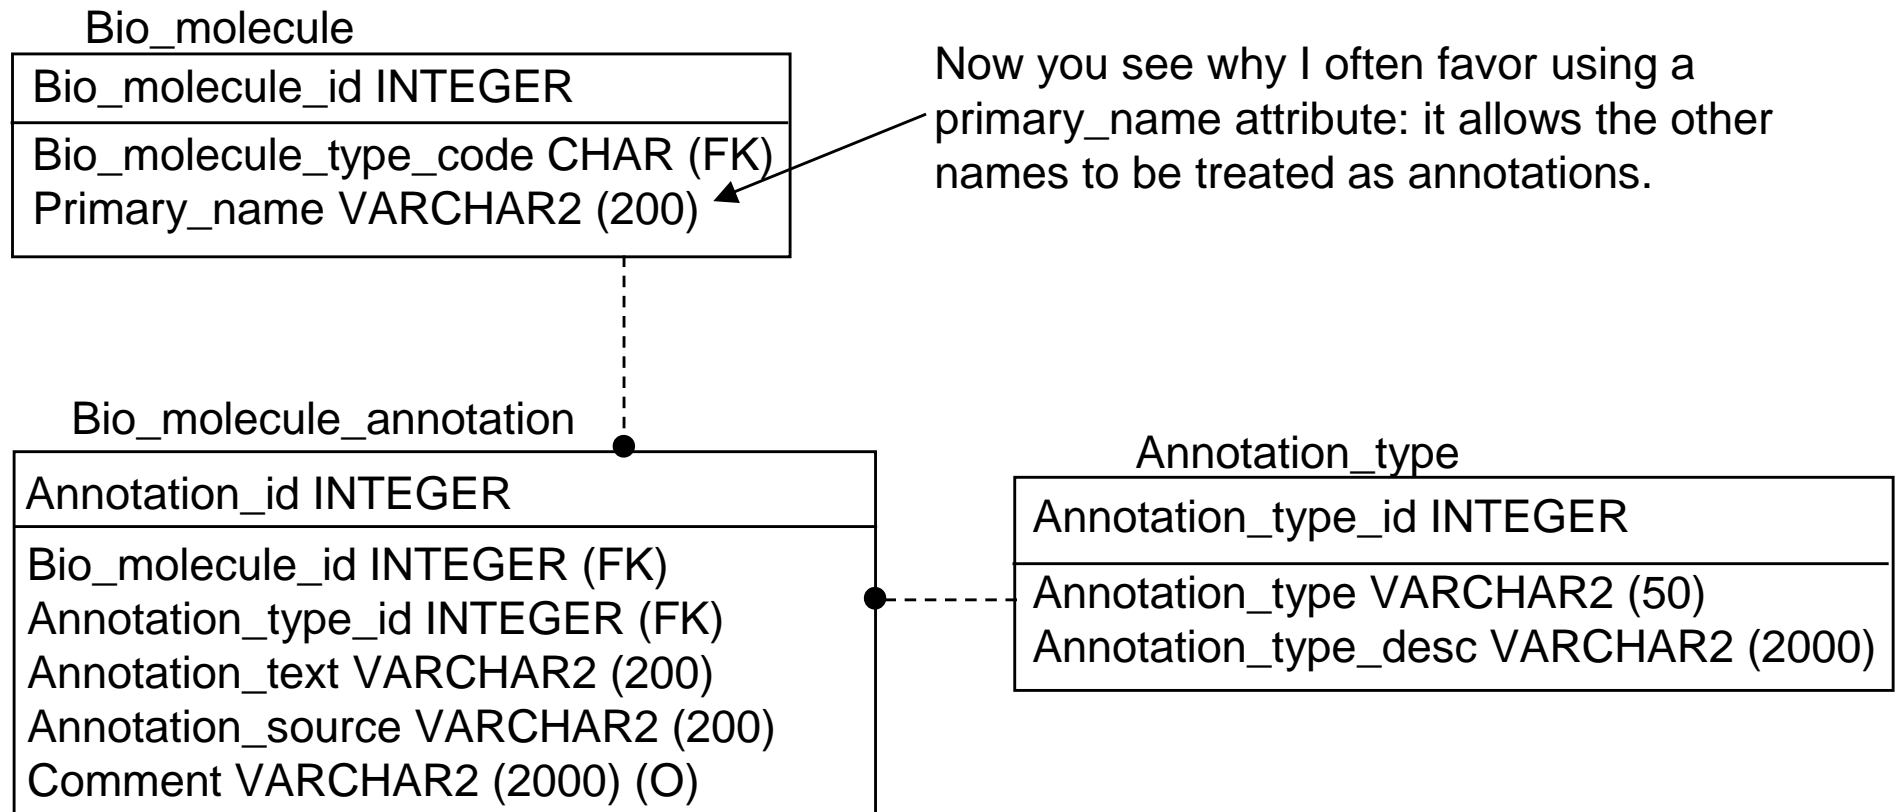 Bio_molecule
Bio_molecule_id INTEGER
Bio_molecule_type_code CHAR (FK)
Primary_name VARCHAR2 (200)
Now you see why I often favor using a
primary_name attribute: it allows the other
names to be treated as annotations.
Bio_molecule_annotation
Annotation_id INTEGER
Bio_molecule_id INTEGER (FK)
Annotation_type_id INTEGER (FK)
Annotation_text VARCHAR2 (200)
Annotation_source VARCHAR2 (200)
Comment VARCHAR2 (2000) (O)
Annotation_type
Annotation_type_id INTEGER
Annotation_type VARCHAR2 (50)
Annotation_type_desc VARCHAR2 (2000)